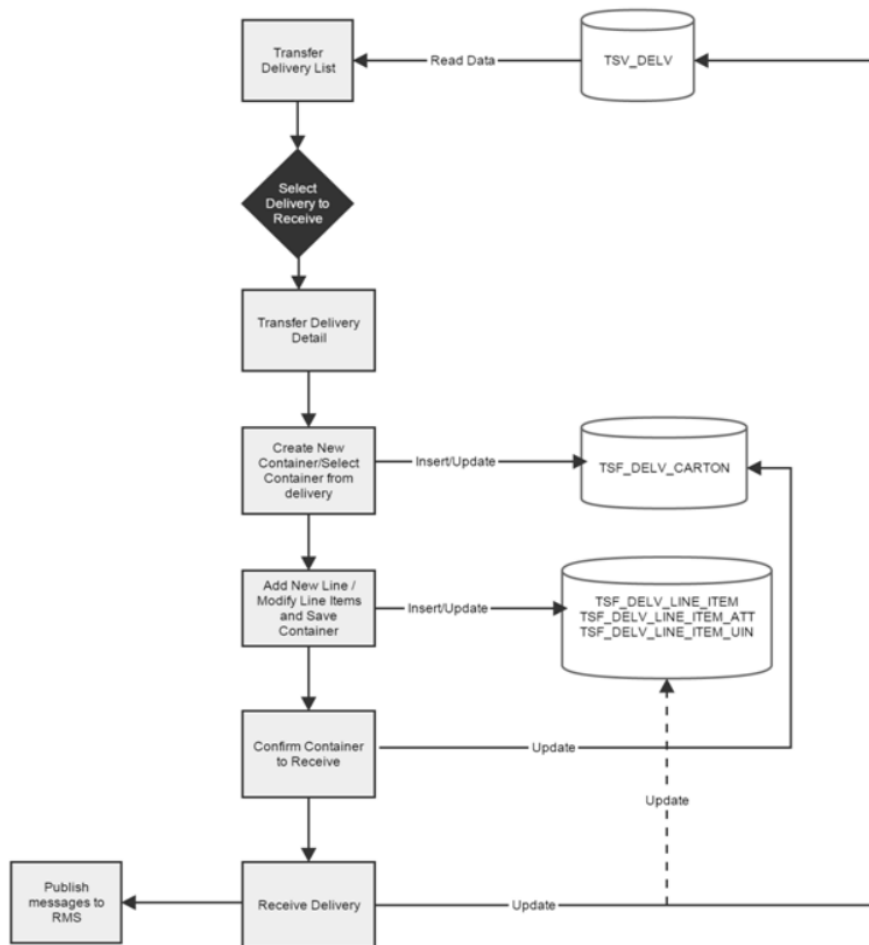 Transfer
Delivery List
Read Data
TSV_DELV
Select
Delivery to
Receive
Transfer Delivery
Detail
Create New
Container/Select
Container from
delivery
Insert/Update
TSF_DELV_CARTON
Add New Line /
Modify Line Items
and Save
Container
Insert/Update
TSF_DELV_LINE_ITEM
TSF_DELV_LINE_ITEM_ATT
TSF_DELV_LINE_ITEM_UIN
Confirm Container
to Receive
Update
Update
Publish
messages to
RMS
Receive Delivery
Update